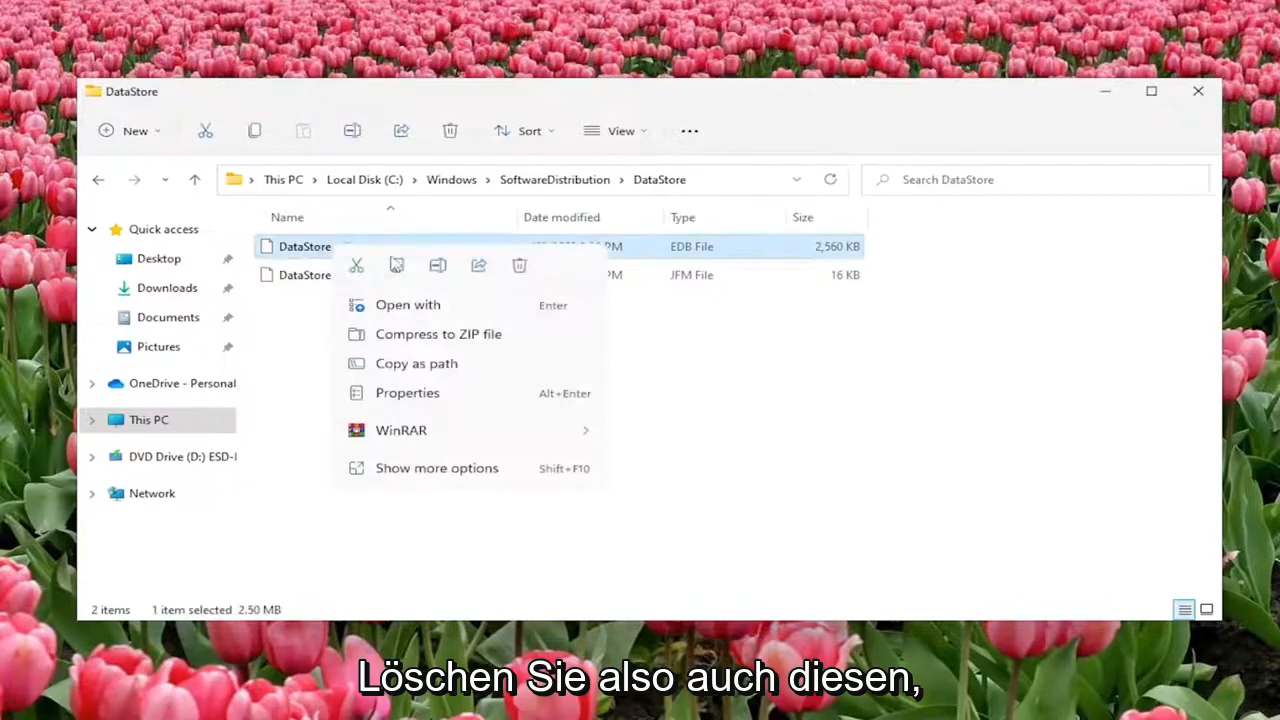 DataStore
New
Sort
View
This PC
Local Disk (C:)
Windows
SoftwareDistribution
DataStore
Search DataStore
Name
Date modified
Type
Size
Quick access
Desktop
Downloads
Documents
Pictures
OneDrive - Personal
This PC
DVD Drive (D:) ESD-I
Network
DataStore
PM
EDB File
2,560 KB
DataStore
PM
JFM File
16 KB
Open with
Enter
Compress to ZIP file
Copy as path
Properties
Alt+Enter
WinRAR
Show more options
Shift+F10
2 items
1 item selected 2.50 MB
Löschen Sie also auch diesen,